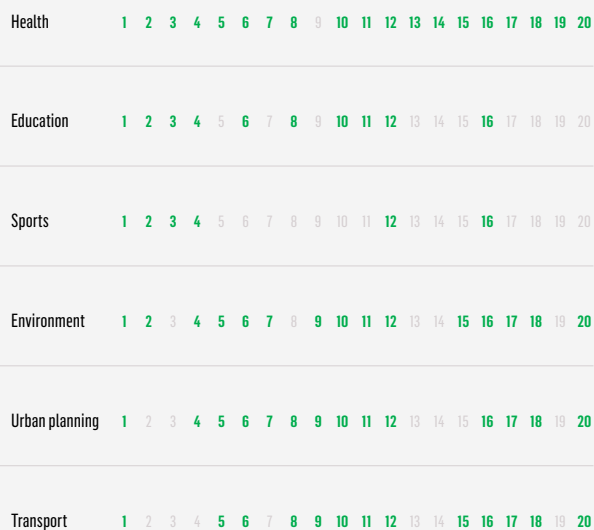 Health 1 2 3 4 5 6 7 8 9 10 11 12 13 14 15 16 17 18 19 20
Education 1 2 3 4 5 6 7 8 9 10 11 12 13 14 15 16 17 18 19 20
Sports 1 2 3 4 5 6 7 8 9 10 11 12 13 14 15 16 17 18 19 20
Environment 1 2 3 4 5 6 7 8 9 10 11 12 13 14 15 16 17 18 19 20
Urban planning 1 2 3 4 5 6 7 8 9 10 11 12 13 14 15 16 17 18 19 20
Transport 1 2 3 4 5 6 7 8 9 10 11 12 13 14 15 16 17 18 19 20